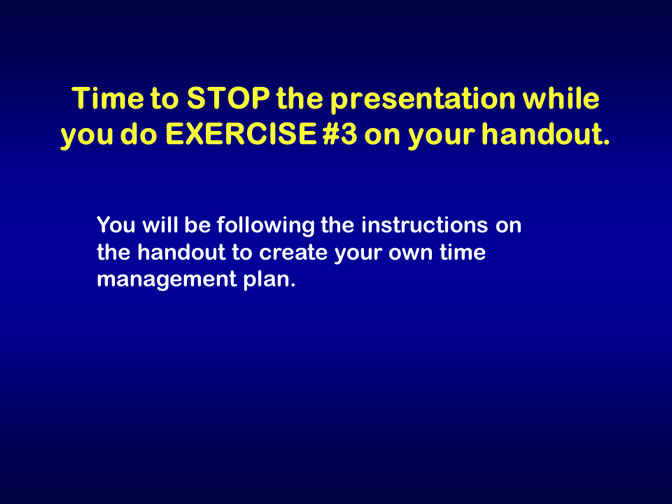 Time to STOP the presentation while
you do EXERCISE #3 on your handout.
You will be following the instructions on
the handout to create your own time
management plan.